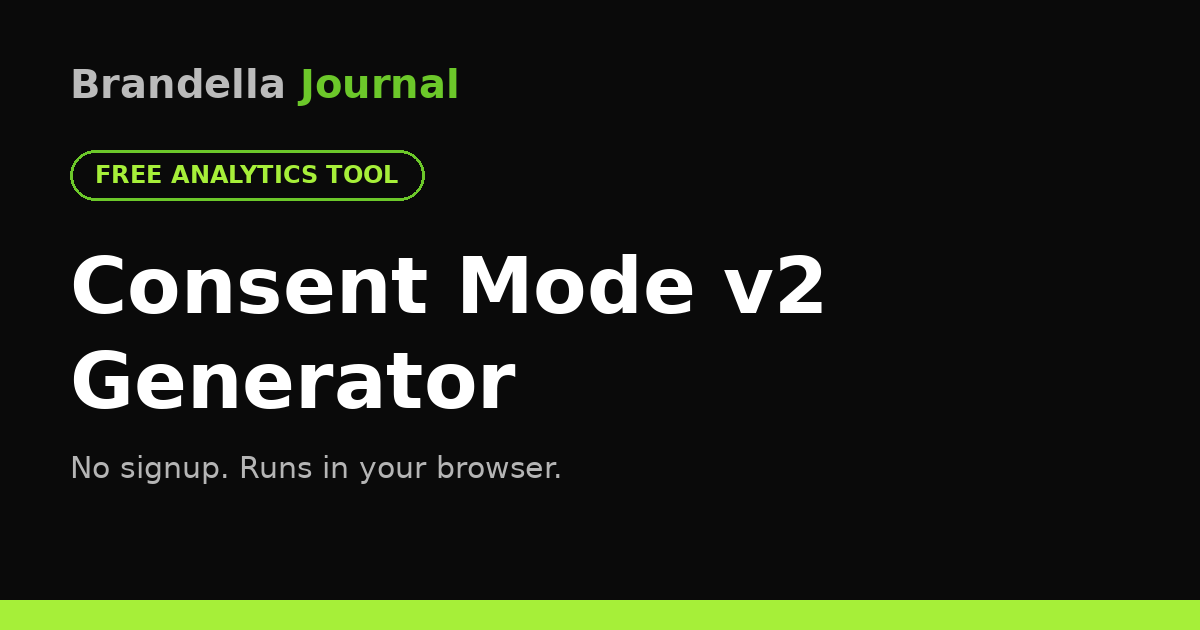 Brandella Journal
FREE ANALYTICS TOOL
Consent Mode v2
Generator
No signup. Runs in your browser.